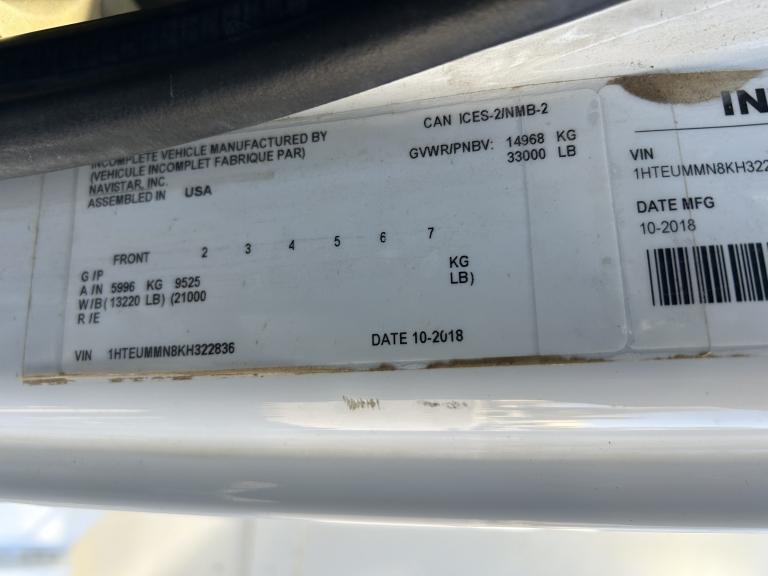 CAN ICES-2/NMB-2
INCOMPLETE VEHICLE MANUFACTURED BY
(VEHICULE INCOMPLET FABRIQUE PAR)
NAVISTAR, INC.
ASSEMBLED IN USA
GVWR/PNBV: 14968 KG
33000 LB
FRONT 2 3 4 5 6 7
G /P
A /N 5996 KG 9525 KG
W/B (13220 LB) (21000 LB)
R /E
VIN 1HTEUMMN8KH322836
DATE 10-2018
IN
VIN
1HTEUMMN8KH322
DATE MFG
10-2018